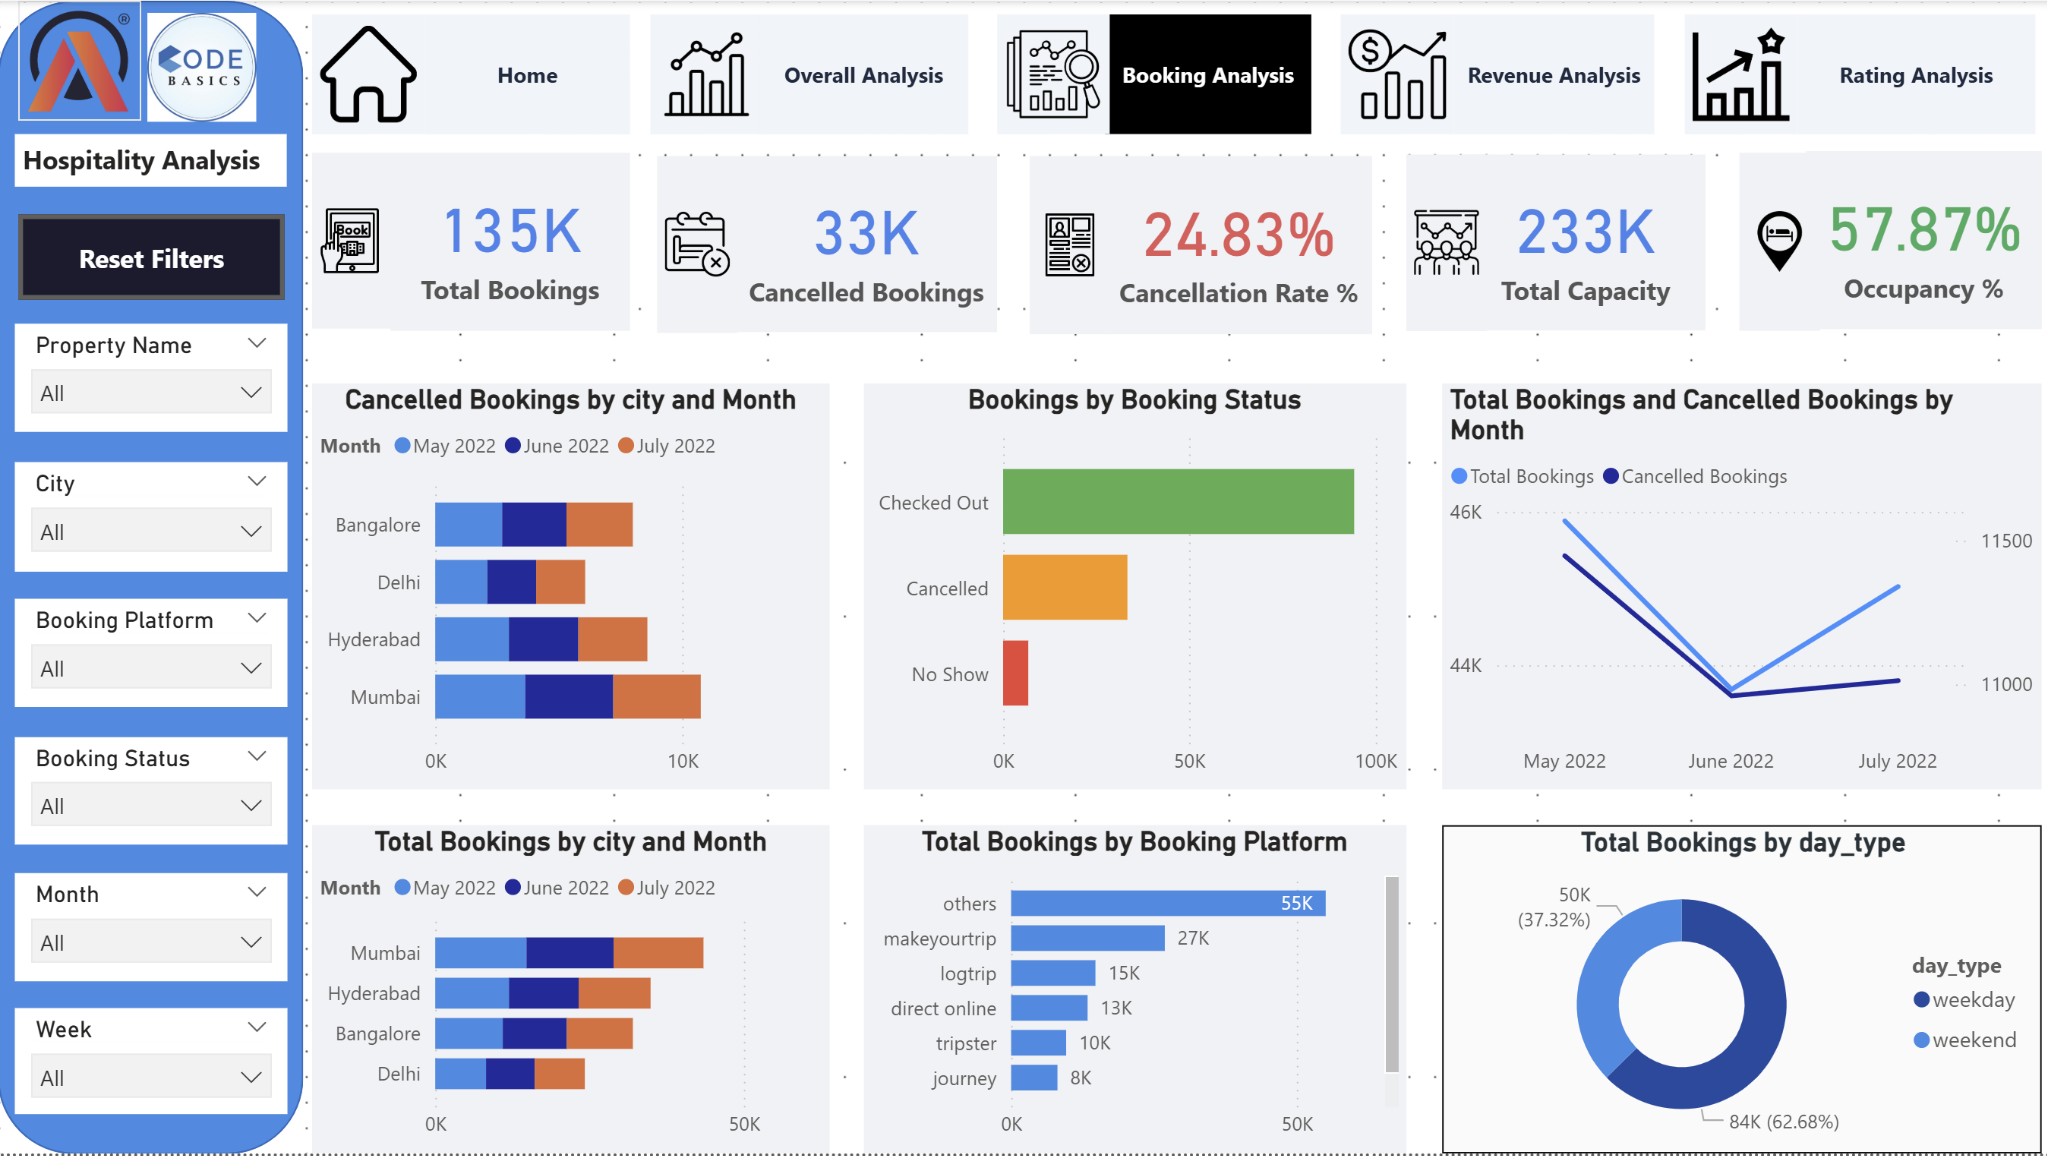 ®
CODE
BASICS
Hospitality Analysis
Reset Filters
Property Name
All
City
All
Booking Platform
All
Booking Status
All
Month
All
Week
All
Home
Overall Analysis
Booking Analysis
Revenue Analysis
Rating Analysis
Book
135K
Total Bookings
33K
Cancelled Bookings
24.83%
Cancellation Rate %
233K
Total Capacity
57.87%
Occupancy %
Cancelled Bookings by city and Month
Month May 2022 June 2022 July 2022
Bangalore
Delhi
Hyderabad
Mumbai
0K 10K
Bookings by Booking Status
Checked Out
Cancelled
No Show
0K 50K 100K
Total Bookings and Cancelled Bookings by
Month
Total Bookings Cancelled Bookings
46K
11500
44K
11000
May 2022 June 2022 July 2022
Total Bookings by city and Month
Month May 2022 June 2022 July 2022
Mumbai
Hyderabad
Bangalore
Delhi
0K 50K
Total Bookings by Booking Platform
others 55K
makeyourtrip 27K
logtrip 15K
direct online 13K
tripster 10K
journey 8K
0K 50K
Total Bookings by day_type
50K
(37.32%)
day_type
weekday
weekend
84K (62.68%)